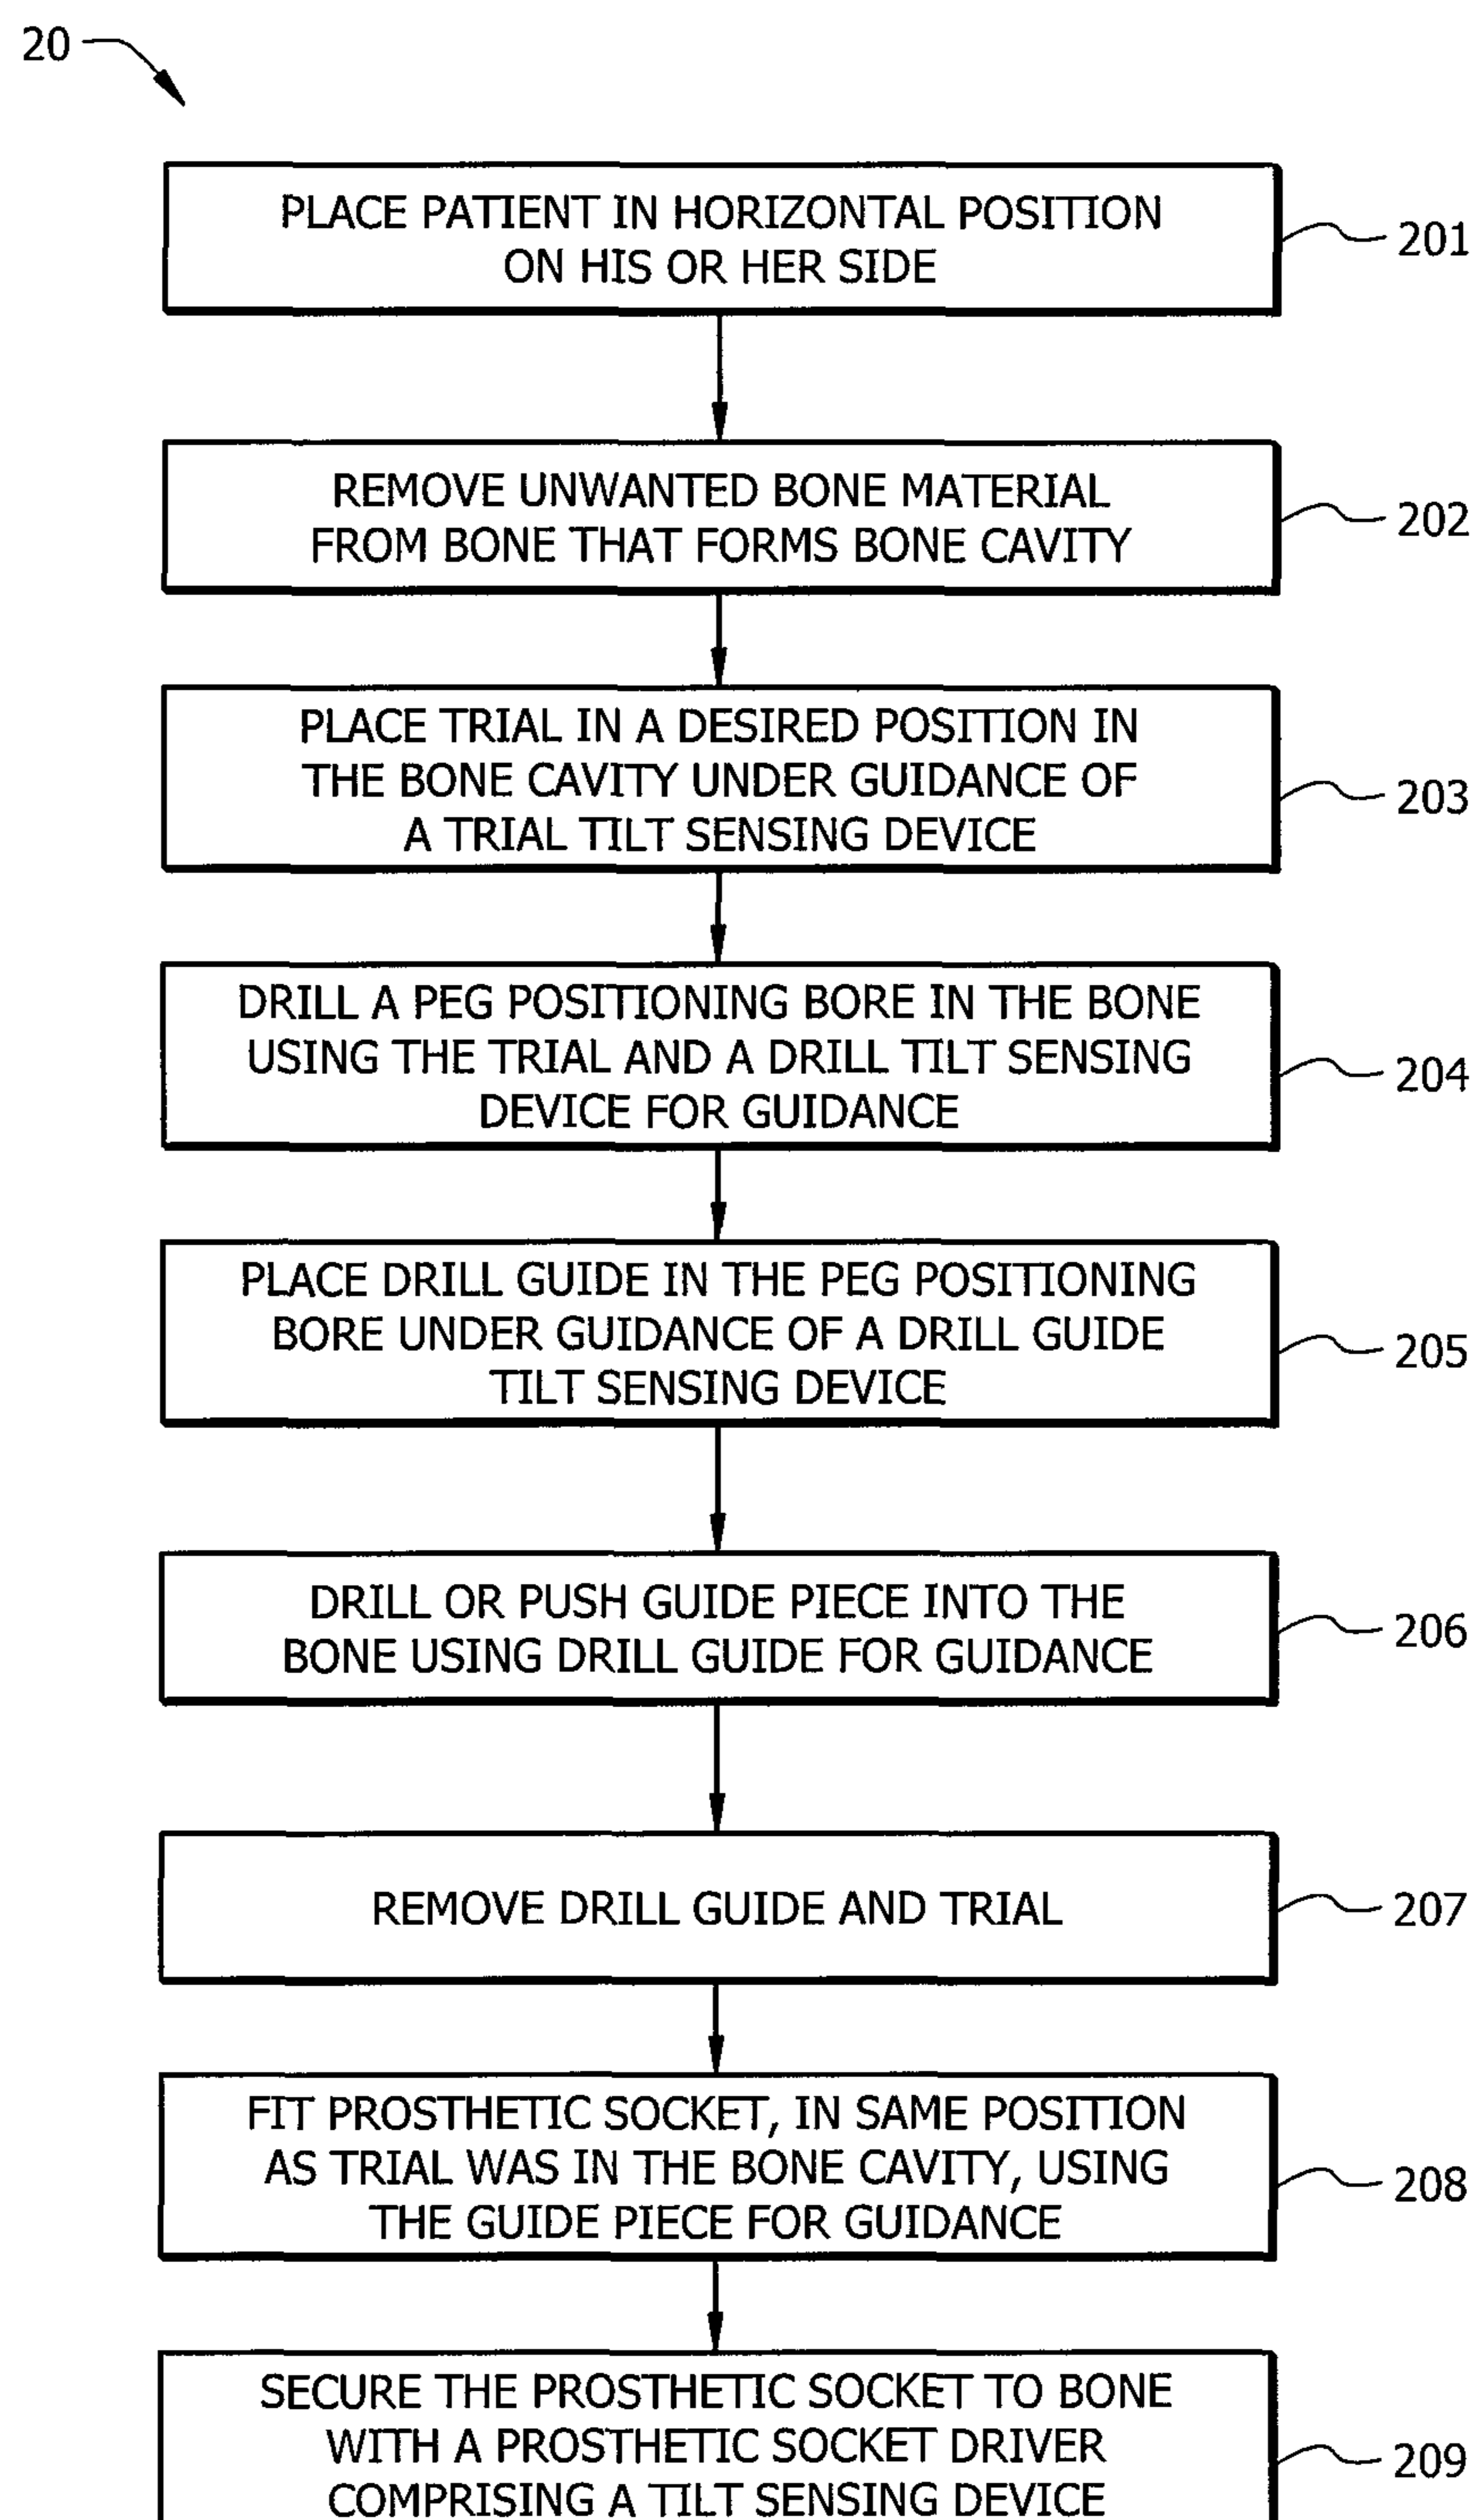 20
PLACE PATIENT IN HORIZONTAL POSITION
ON HIS OR HER SIDE
201
REMOVE UNWANTED BONE MATERIAL
FROM BONE THAT FORMS BONE CAVITY
202
PLACE TRIAL IN A DESIRED POSITION IN
THE BONE CAVITY UNDER GUIDANCE OF
A TRIAL TILT SENSING DEVICE
203
DRILL A PEG POSITIONING BORE IN THE BONE
USING THE TRIAL AND A DRILL TILT SENSING
DEVICE FOR GUIDANCE
204
PLACE DRILL GUIDE IN THE PEG POSITIONING
BORE UNDER GUIDANCE OF A DRILL GUIDE
TILT SENSING DEVICE
205
DRILL OR PUSH GUIDE PIECE INTO THE
BONE USING DRILL GUIDE FOR GUIDANCE
206
REMOVE DRILL GUIDE AND TRIAL
207
FIT PROSTHETIC SOCKET, IN SAME POSITION
AS TRIAL WAS IN THE BONE CAVITY, USING
THE GUIDE PIECE FOR GUIDANCE
208
SECURE THE PROSTHETIC SOCKET TO BONE
WITH A PROSTHETIC SOCKET DRIVER
COMPRISING A TILT SENSING DEVICE
209